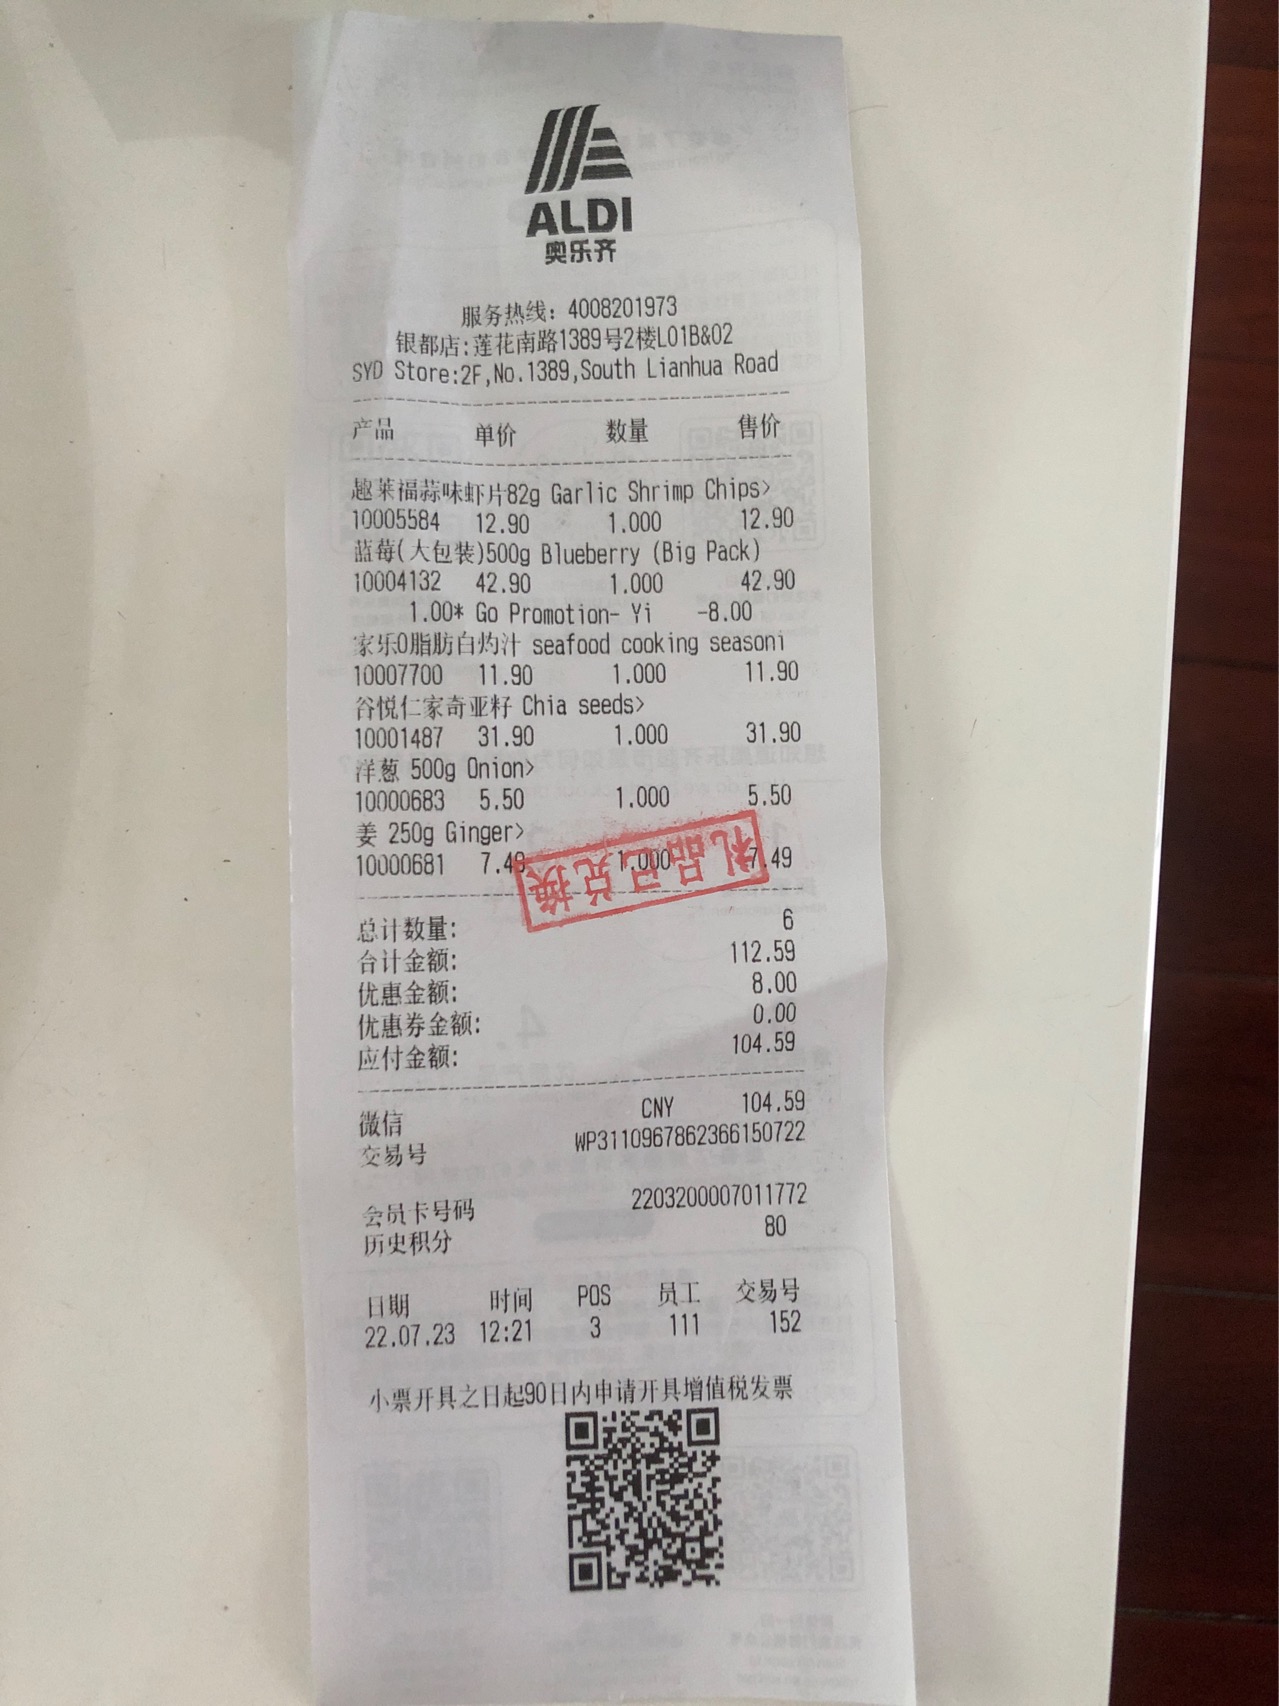 ALDI
奥乐齐
服务热线: 4008201973
银都店:莲花南路1389号2楼L01B&02
SYD Store:2F,No.1389,South Lianhua Road
产品 单价 数量 售价
趣莱福蒜味虾片82g Garlic Shrimp Chips>
10005584 12.90 1.000 12.90
蓝莓(大包装)500g Blueberry (Big Pack)
10004132 42.90 1.000 42.90
1.00* Go Promotion- Yi -8.00
家乐0脂肪白灼汁 seafood cooking seasoni
10007700 11.90 1.000 11.90
谷悦仁家奇亚籽 Chia seeds>
10001487 31.90 1.000 31.90
洋葱 500g Onion>
10000683 5.50 1.000 5.50
姜 250g Ginger>
10000681 7.49 1.000 7.49
礼品已兑换
总计数量: 6
合计金额: 112.59
优惠金额: 8.00
优惠券金额: 0.00
应付金额: 104.59
微信 CNY 104.59
交易号 WP3110967862366150722
会员卡号码 2203200007011772
历史积分 80
日期 时间 POS 员工 交易号
22.07.23 12:21 3 111 152
小票开具之日起90日内申请开具增值税发票